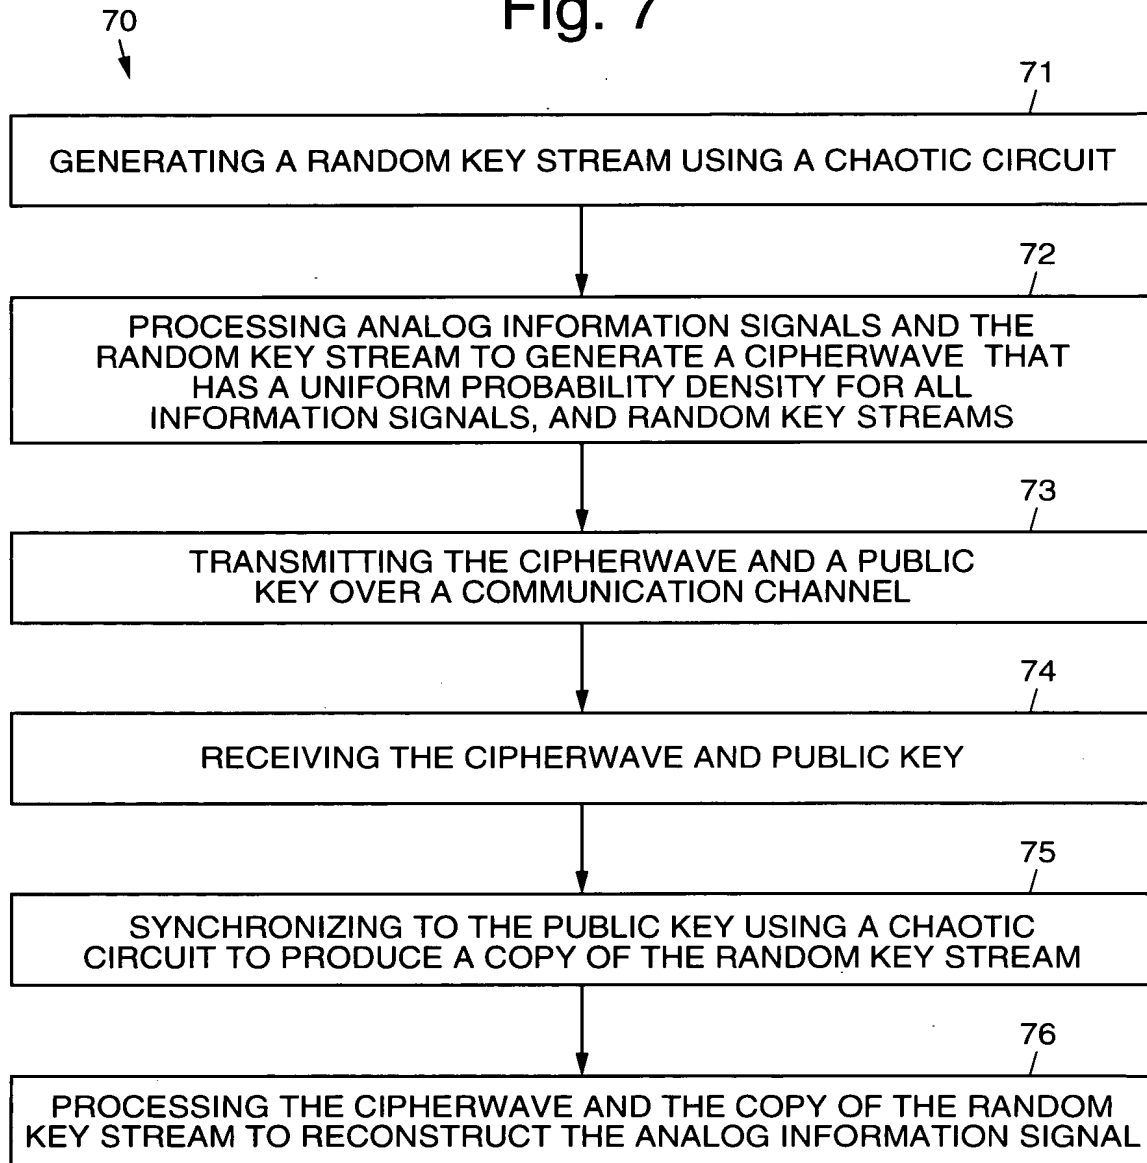 Fig. 7
70
71
GENERATING A RANDOM KEY STREAM USING A CHAOTIC CIRCUIT
72
PROCESSING ANALOG INFORMATION SIGNALS AND THE
RANDOM KEY STREAM TO GENERATE A CIPHERWAVE THAT
HAS A UNIFORM PROBABILITY DENSITY FOR ALL
INFORMATION SIGNALS, AND RANDOM KEY STREAMS
73
TRANSMITTING THE CIPHERWAVE AND A PUBLIC
KEY OVER A COMMUNICATION CHANNEL
74
RECEIVING THE CIPHERWAVE AND PUBLIC KEY
75
SYNCHRONIZING TO THE PUBLIC KEY USING A CHAOTIC
CIRCUIT TO PRODUCE A COPY OF THE RANDOM KEY STREAM
76
PROCESSING THE CIPHERWAVE AND THE COPY OF THE RANDOM
KEY STREAM TO RECONSTRUCT THE ANALOG INFORMATION SIGNAL